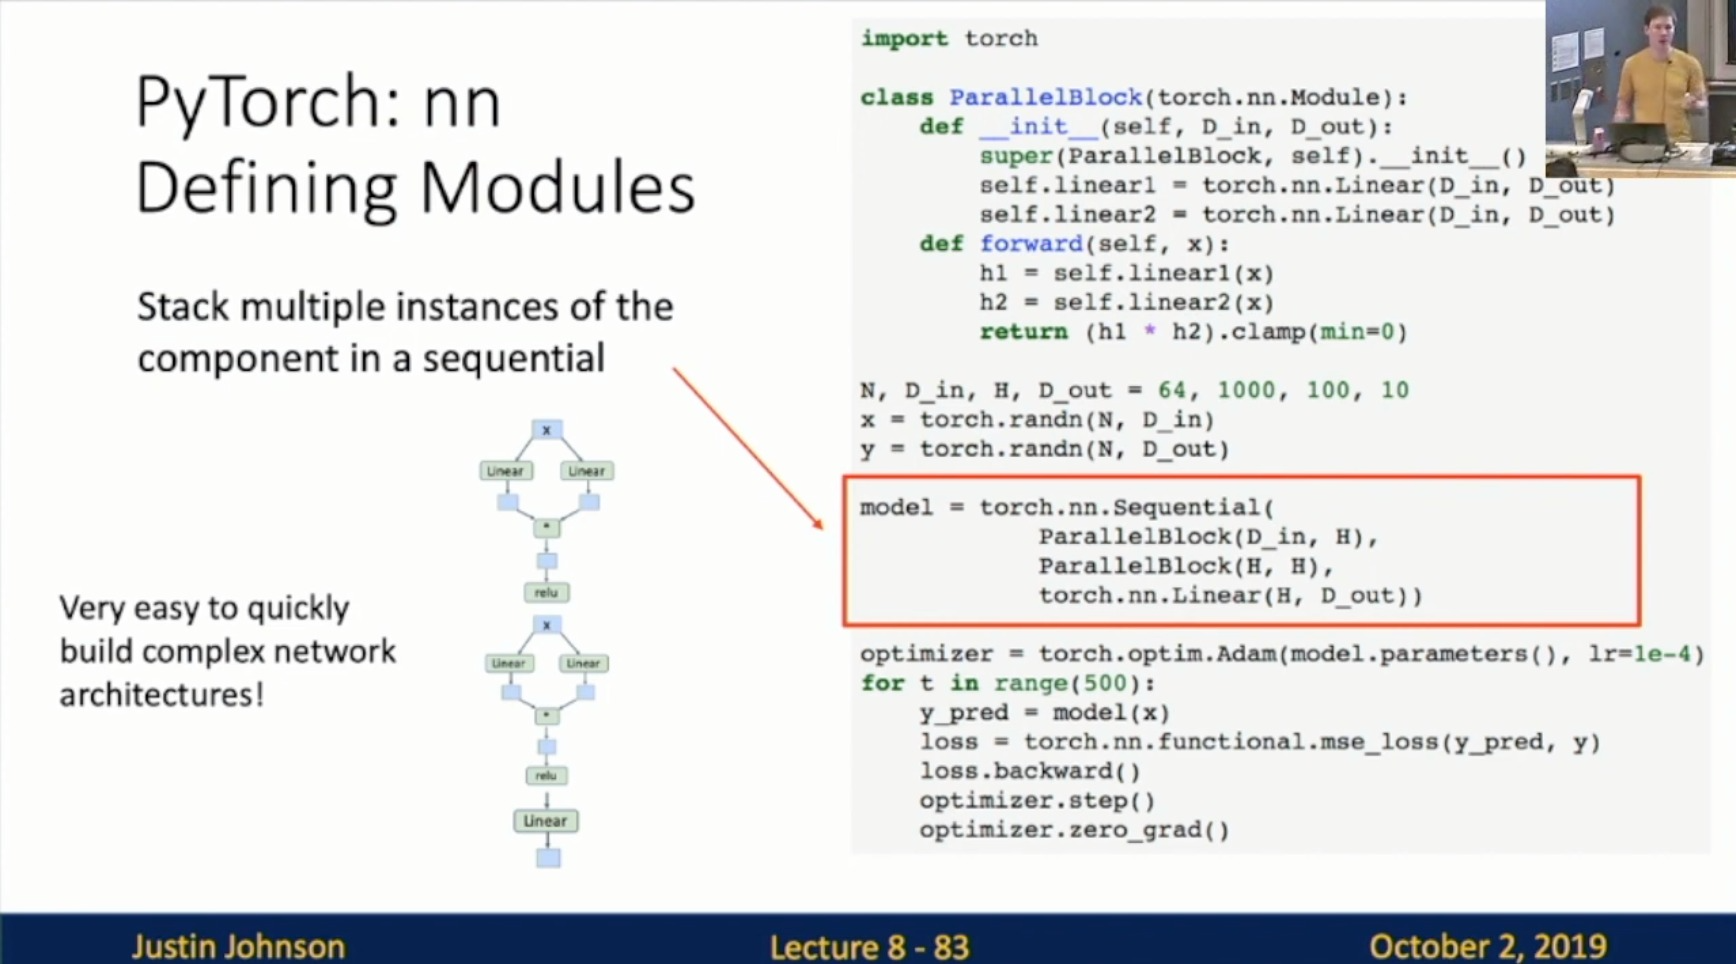 PyTorch: nn
Defining Modules
Stack multiple instances of the
component in a sequential
Very easy to quickly
build complex network
architectures!
x
Linear Linear
*
relu
x
Linear Linear
*
relu
Linear
import torch
class ParallelBlock(torch.nn.Module):
    def __init__(self, D_in, D_out):
        super(ParallelBlock, self).__init__()
        self.linear1 = torch.nn.Linear(D_in, D_out)
        self.linear2 = torch.nn.Linear(D_in, D_out)
    def forward(self, x):
        h1 = self.linear1(x)
        h2 = self.linear2(x)
        return (h1 * h2).clamp(min=0)
N, D_in, H, D_out = 64, 1000, 100, 10
x = torch.randn(N, D_in)
y = torch.randn(N, D_out)
model = torch.nn.Sequential(
            ParallelBlock(D_in, H),
            ParallelBlock(H, H),
            torch.nn.Linear(H, D_out))
optimizer = torch.optim.Adam(model.parameters(), lr=1e-4)
for t in range(500):
    y_pred = model(x)
    loss = torch.nn.functional.mse_loss(y_pred, y)
    loss.backward()
    optimizer.step()
    optimizer.zero_grad()
Justin Johnson
Lecture 8 - 83
October 2, 2019